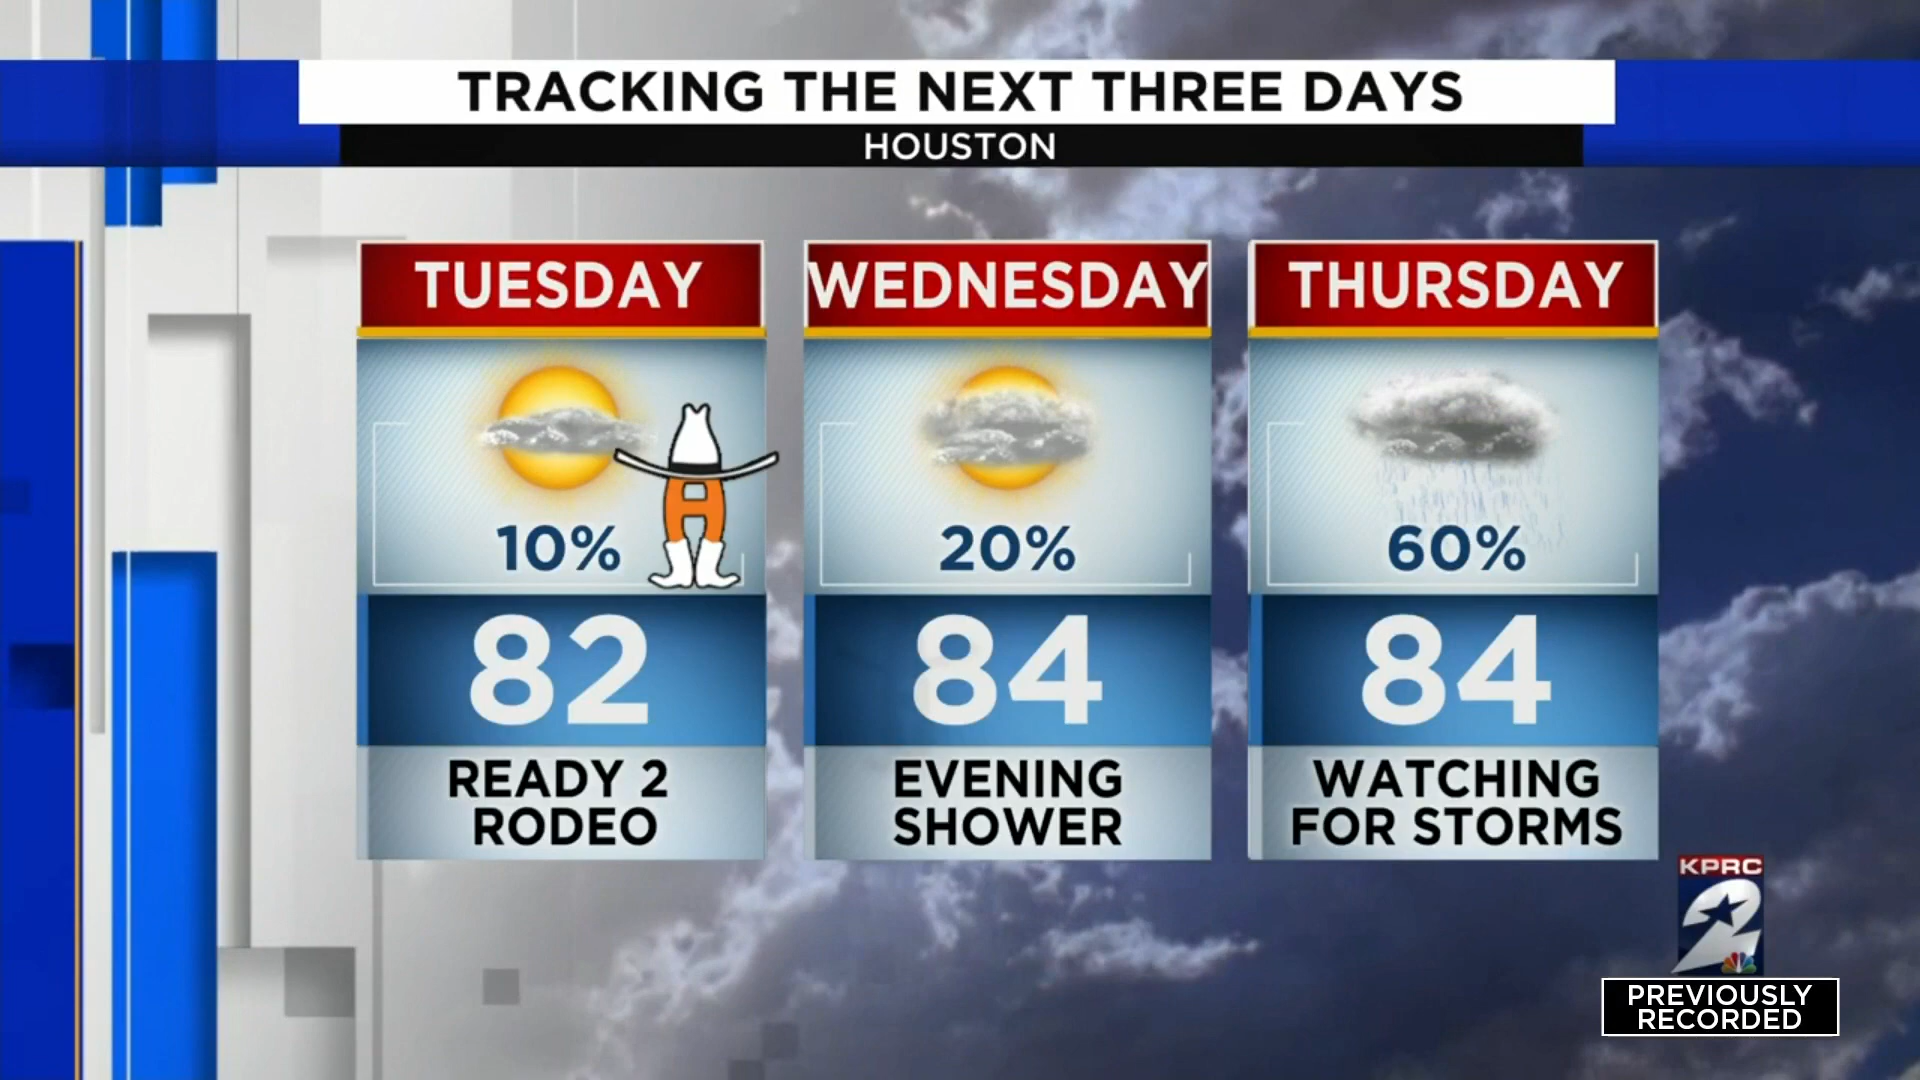 TRACKING THE NEXT THREE DAYS
HOUSTON
TUESDAY
10%
82
READY 2
RODEO
WEDNESDAY
20%
84
EVENING
SHOWER
THURSDAY
60%
84
WATCHING
FOR STORMS
KPRC
2
PREVIOUSLY
RECORDED